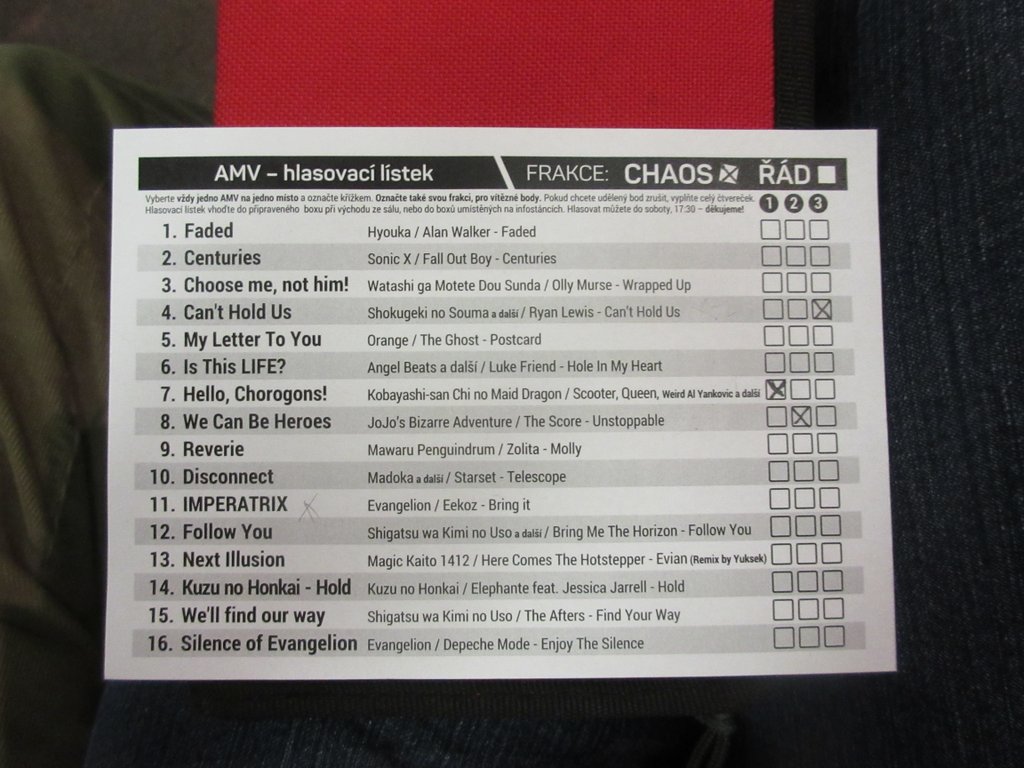 AMV – hlasovací lístek FRAKCE: CHAOS ŘÁD
Vyberte vždy jedno AMV na jedno místo a označte křížkem. Označte také svou frakci, pro vítězné body. Pokud chcete udělený bod zrušit, vyplňte celý čtvereček.
Hlasovací lístek vhoďte do připraveného boxu při východu ze sálu, nebo do boxů umístěných na infostáncích. Hlasovat můžete do soboty, 17:30 – děkujeme!
1 2 3
1. Faded Hyouka / Alan Walker - Faded
2. Centuries Sonic X / Fall Out Boy - Centuries
3. Choose me, not him! Watashi ga Motete Dou Sunda / Olly Murse - Wrapped Up
4. Can't Hold Us Shokugeki no Souma a další / Ryan Lewis - Can't Hold Us
5. My Letter To You Orange / The Ghost - Postcard
6. Is This LIFE? Angel Beats a další / Luke Friend - Hole In My Heart
7. Hello, Chorogons! Kobayashi-san Chi no Maid Dragon / Scooter, Queen, Weird Al Yankovic a další
8. We Can Be Heroes JoJo's Bizarre Adventure / The Score - Unstoppable
9. Reverie Mawaru Penguindrum / Zolita - Molly
10. Disconnect Madoka a další / Starset - Telescope
11. IMPERATRIX Evangelion / Eekoz - Bring it
12. Follow You Shigatsu wa Kimi no Uso a další / Bring Me The Horizon - Follow You
13. Next Illusion Magic Kaito 1412 / Here Comes The Hotstepper - Evian (Remix by Yuksek)
14. Kuzu no Honkai - Hold Kuzu no Honkai / Elephante feat. Jessica Jarrell - Hold
15. We'll find our way Shigatsu wa Kimi no Uso / The Afters - Find Your Way
16. Silence of Evangelion Evangelion / Depeche Mode - Enjoy The Silence